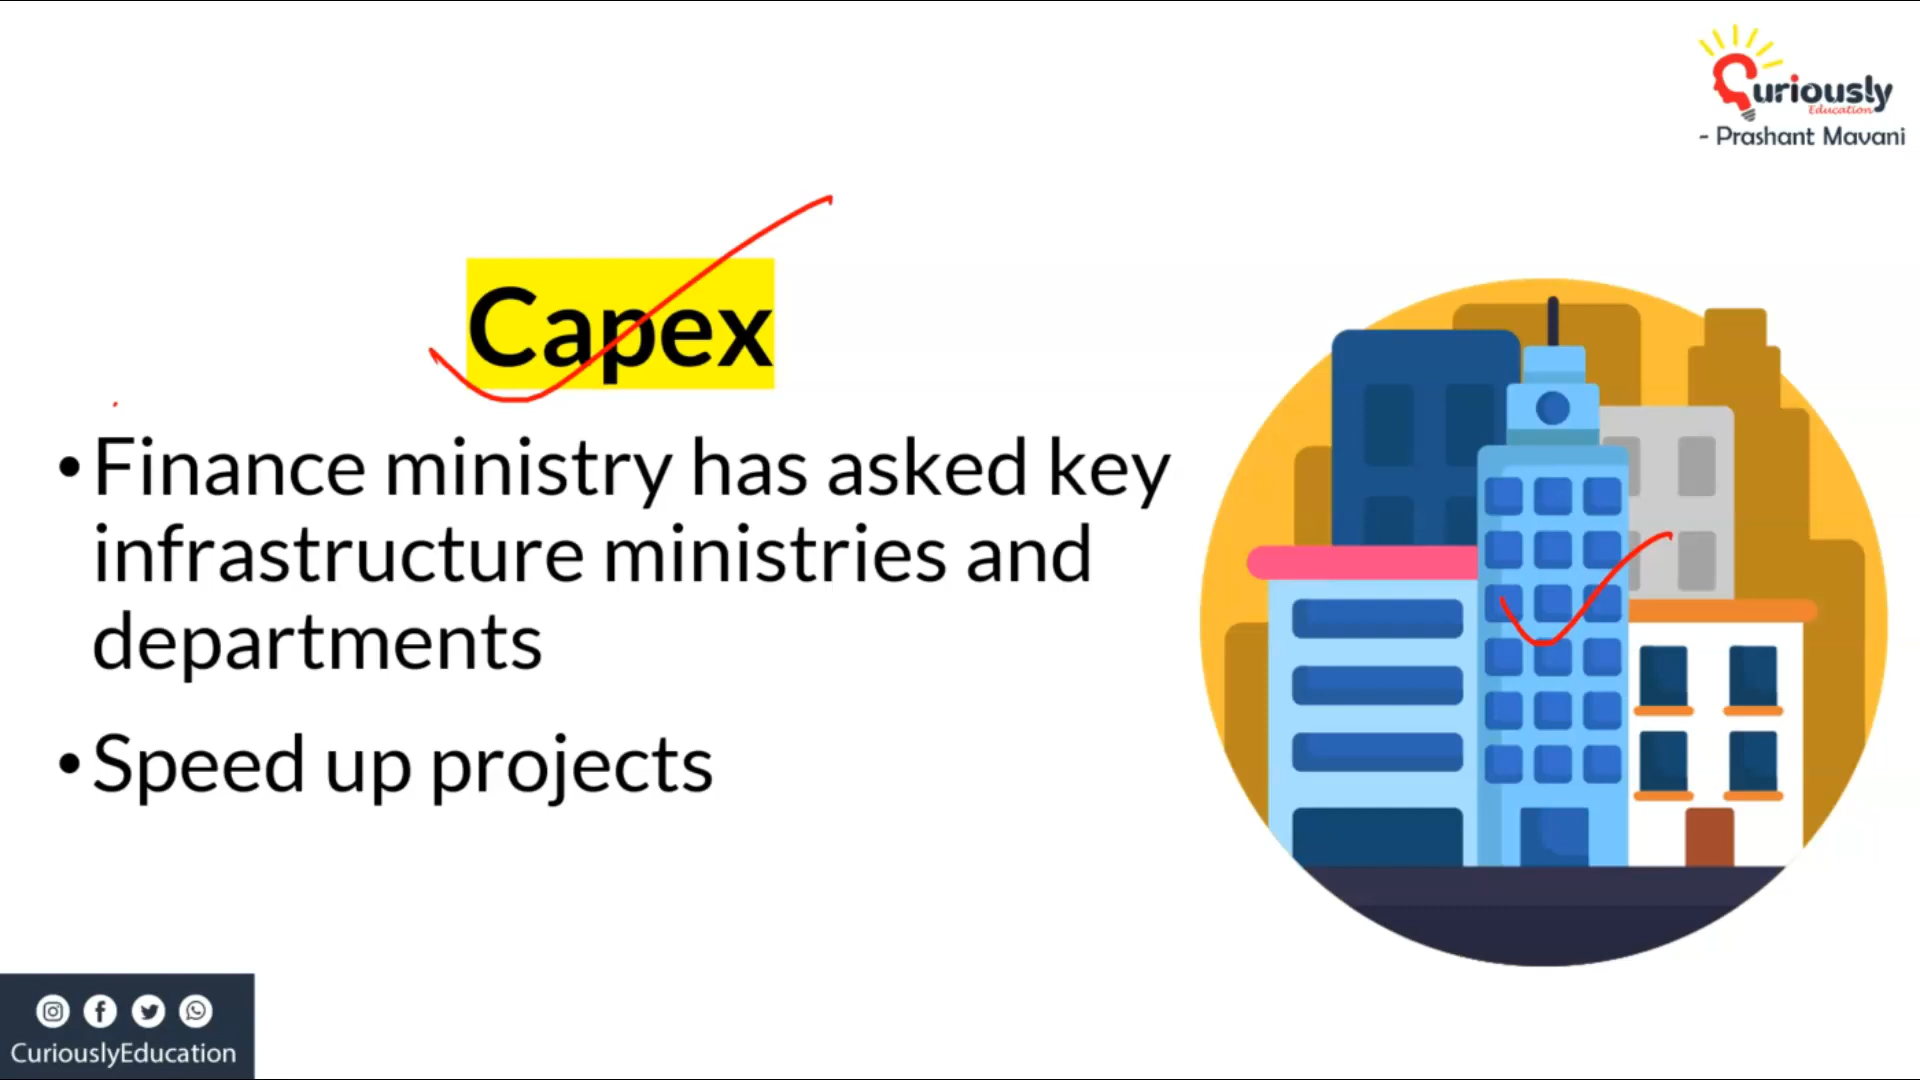 Curiously
Education
- Prashant Mavani
Capex
• Finance ministry has asked key
infrastructure ministries and
departments
• Speed up projects
CuriouslyEducation